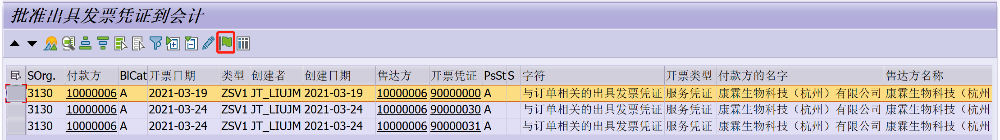 批准出具发票凭证到会计
SOrg. 付款方 BlCat 开票日期 类型 创建者 创建日期 售达方 开票凭证 PsSt S 字符 开票类型 付款方的名字 售达方名称
3130 10000006 A 2021-03-19 ZSV1 JT_LIUJM 2021-03-19 10000006 90000000 A 与订单相关的出具发票凭证 服务凭证 康霖生物科技（杭州）有限公司 康霖生物科技（杭州
3130 10000006 A 2021-03-24 ZSV1 JT_LIUJM 2021-03-24 10000006 90000030 A 与订单相关的出具发票凭证 服务凭证 康霖生物科技（杭州）有限公司 康霖生物科技（杭州
3130 10000006 A 2021-03-24 ZSV1 JT_LIUJM 2021-03-24 10000006 90000031 A 与订单相关的出具发票凭证 服务凭证 康霖生物科技（杭州）有限公司 康霖生物科技（杭州